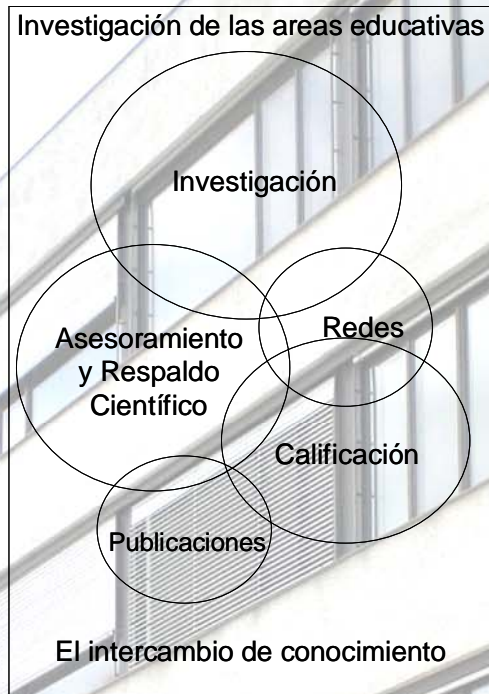 Investigación de las areas educativas
Investigación
Redes
Asesoramiento
y Respaldo
Científico
Calificación
Publicaciones
El intercambio de conocimiento